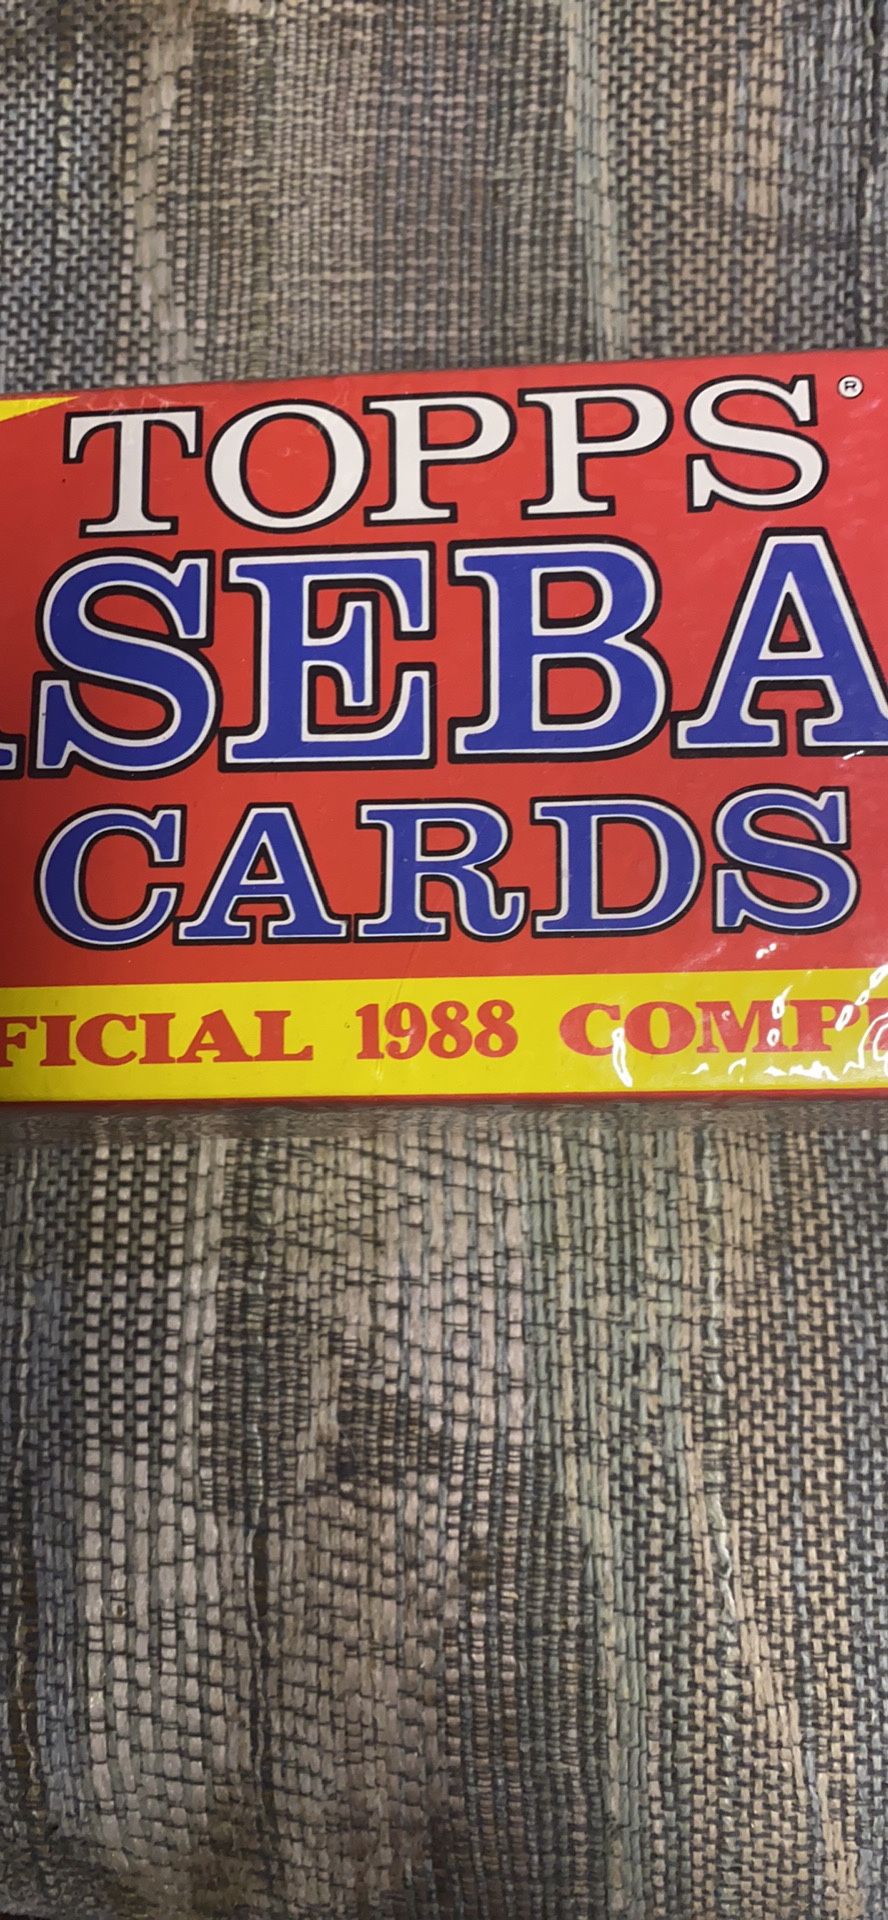 TOPPS®
SEBA
CARDS
FICIAL 1988 COMP